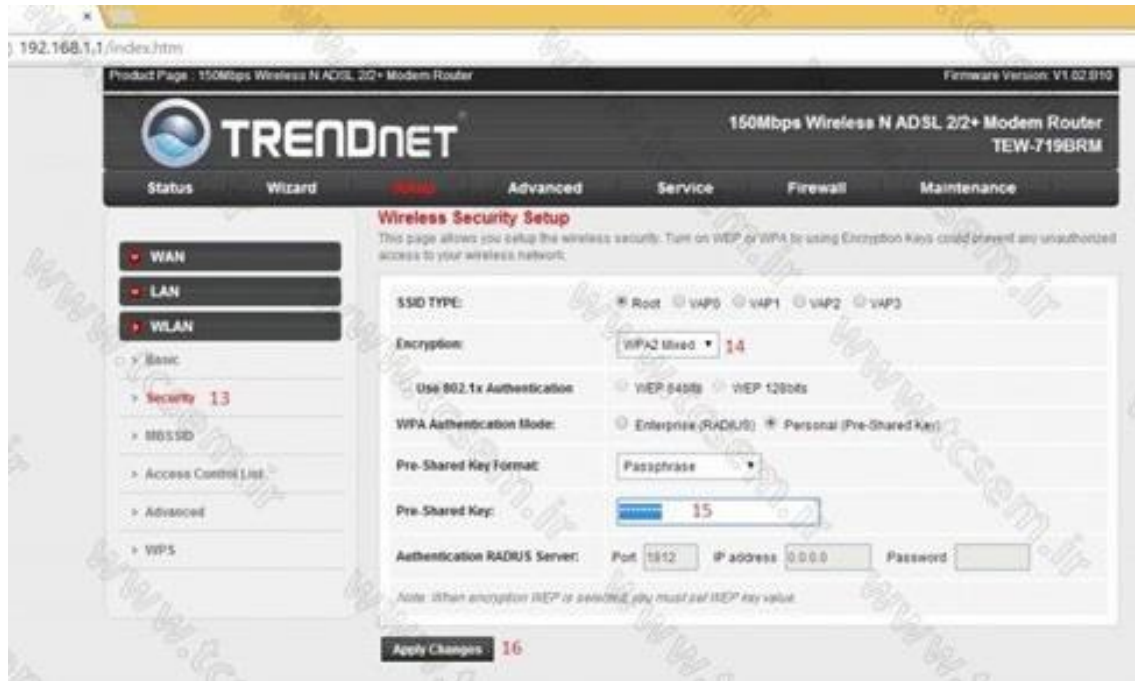 192.168.1.1/index.htm
Product Page : 150Mbps Wireless N ADSL 2/2+ Modem Router Firmware Version: V1.02.B10
TRENDNET
150Mbps Wireless N ADSL 2/2+ Modem Router
TEW-719BRM
Status Wizard Advanced Service Firewall Maintenance
Wireless Security Setup
This page allows you setup the wireless security. Turn on WEP or WPA by using Encryption Keys could prevent any unauthorized
access to your wireless network.
WAN
LAN
WLAN
Basic
Security 13
MBSSID
Access Control List
Advanced
WPS
SSID TYPE: Root VAP0 VAP1 VAP2 VAP3
Encryption: WPA2 Mixed 14
Use 802.1x Authentication WEP 64bits WEP 128bits
WPA Authentication Mode: Enterprise (RADIUS) Personal (Pre-Shared Key)
Pre-Shared Key Format: Passphrase
Pre-Shared Key: 15
Authentication RADIUS Server: Port 1812 IP address 0.0.0.0 Password
Note: When encryption WEP is selected, you must set WEP key value.
Apply Changes 16
www.tcsem.ir